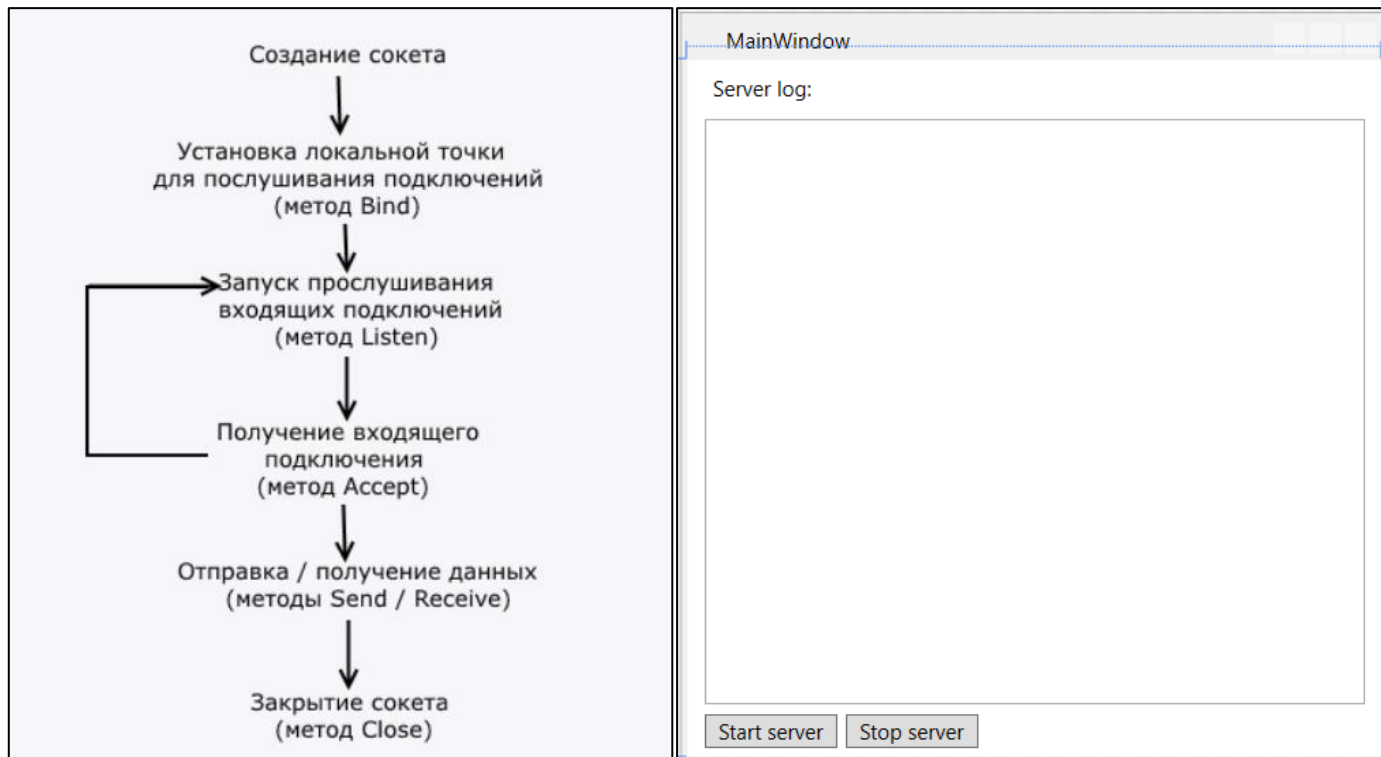 Создание сокета
Установка локальной точки
для послушивания подключений
(метод Bind)
Запуск прослушивания
входящих подключений
(метод Listen)
Получение входящего
подключения
(метод Accept)
Отправка / получение данных
(методы Send / Receive)
Закрытие сокета
(метод Close)
MainWindow
Server log:
Start server
Stop server